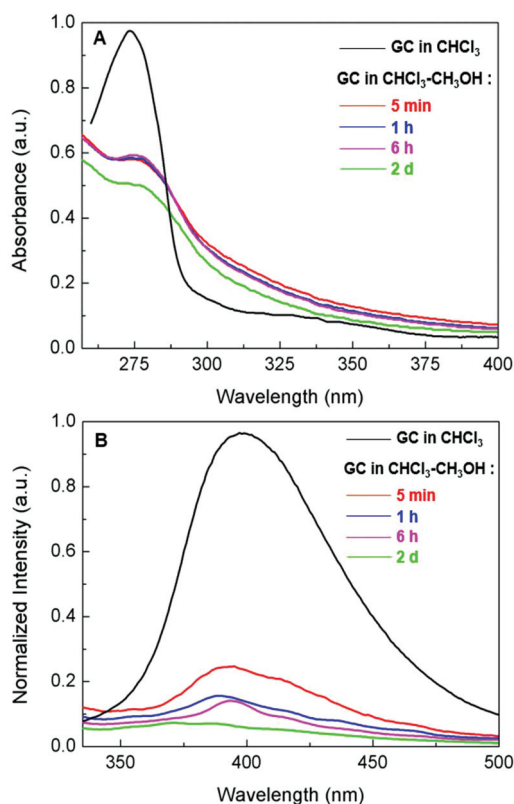 A
GC in CHCl₃
GC in CHCl₃-CH₃OH :
5 min
1 h
6 h
2 d
1.0
0.8
0.6
0.4
0.2
0.0
Absorbance (a.u.)
275 300 325 350 375 400
Wavelength (nm)
B
GC in CHCl₃
GC in CHCl₃-CH₃OH :
5 min
1 h
6 h
2 d
1.0
0.8
0.6
0.4
0.2
0.0
Normalized Intensity (a.u.)
350 400 450 500
Wavelength (nm)